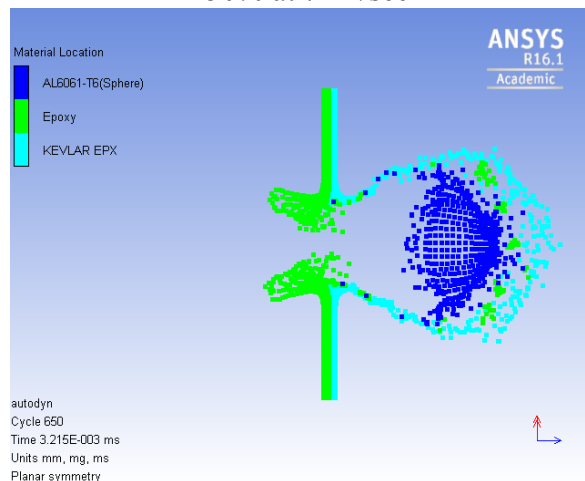 ANSYS
R16.1
Academic
Material Location
AL6061-T6(Sphere)
Epoxy
KEVLAR EPX
autodyn
Cycle 650
Time 3.215E-003 ms
Units mm, mg, ms
Planar symmetry